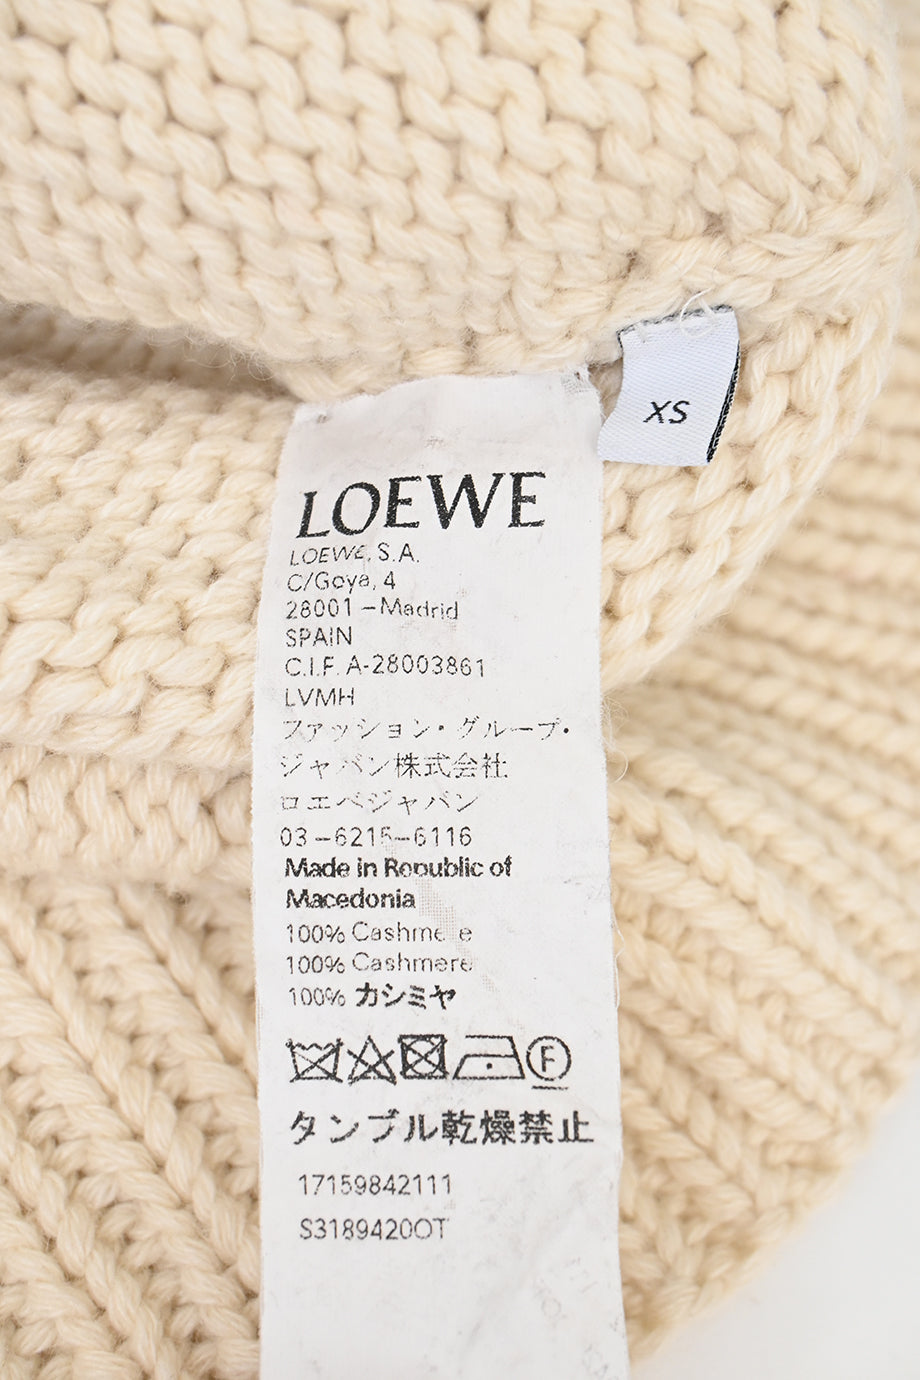 XS
LOEWE
LOEWE, S.A.
C/Goya, 4
28001 – Madrid
SPAIN
C.I.F. A-28003861
LVMH
ファッション・グループ・
ジャパン株式会社
ロエベジャパン
03-6215-6116
Made in Republic of
Macedonia
100% Cashmere
100% Cashmere
100% カシミヤ
F
タンブル乾燥禁止
17159842111
S3189420OT